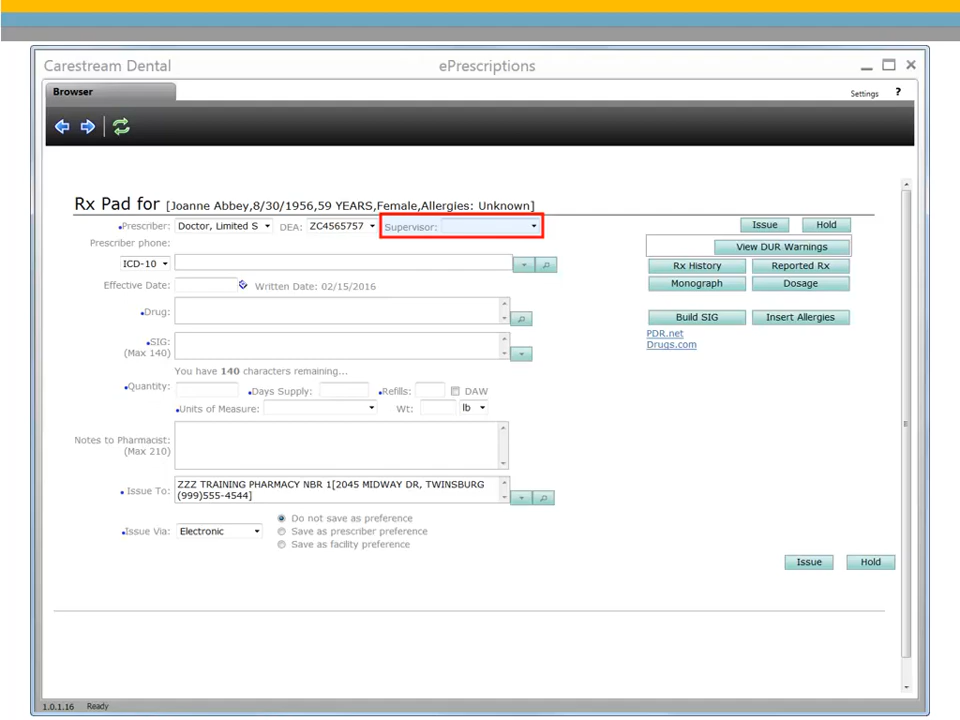 Carestream Dental ePrescriptions
Browser
Settings ?
Rx Pad for [Joanne Abbey,8/30/1956,59 YEARS,Female,Allergies: Unknown]
Prescriber: Doctor, Limited S DEA: ZC4565757 Supervisor:
Issue Hold
Prescriber phone:
View DUR Warnings
ICD-10
Rx History Reported Rx
Effective Date: Written Date: 02/15/2016
Monograph Dosage
Drug:
Build SIG Insert Allergies
PDR.net
Drugs.com
SIG:
(Max 140)
You have 140 characters remaining...
Quantity: Days Supply: Refills: DAW
Units of Measure: Wt: lb
Notes to Pharmacist:
(Max 210)
Issue To: ZZZ TRAINING PHARMACY NBR 1[2045 MIDWAY DR, TWINSBURG
(999)555-4544]
Do not save as preference
Issue Via: Electronic Save as prescriber preference
Save as facility preference
Issue Hold
1.0.1.16 Ready